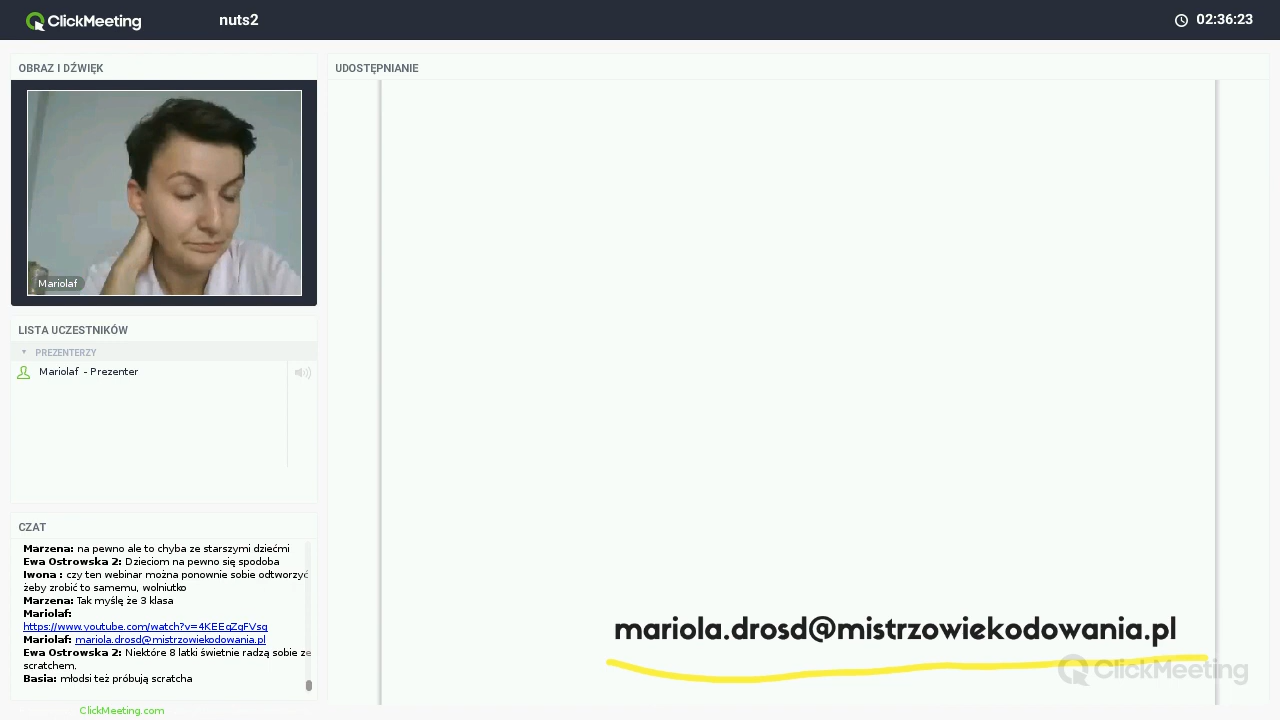 ClickMeeting
nuts2
02:36:23
OBRAZ I DŹWIĘK
Mariolaf
LISTA UCZESTNIKÓW
PREZENTERZY
Mariolaf - Prezenter
CZAT
Marzena: na pewno ale to chyba ze starszymi dziećmi
Ewa Ostrowska 2: Dzieciom na pewno się spodoba
Iwona : czy ten webinar można ponownie sobie odtworzyć
żeby zrobić to samemu, wolniutko
Marzena: Tak myślę że 3 klasa
Mariolaf:
https://www.youtube.com/watch?v=4KEEqZgFVsg
Mariolaf: mariola.drosd@mistrzowiekodowania.pl
Ewa Ostrowska 2: Niektóre 8 latki świetnie radzą sobie ze
scratchem.
Basia: młodsi też próbują scratcha
ClickMeeting.com
UDOSTĘPNIANIE
mariola.drosd@mistrzowiekodowania.pl
ClickMeeting